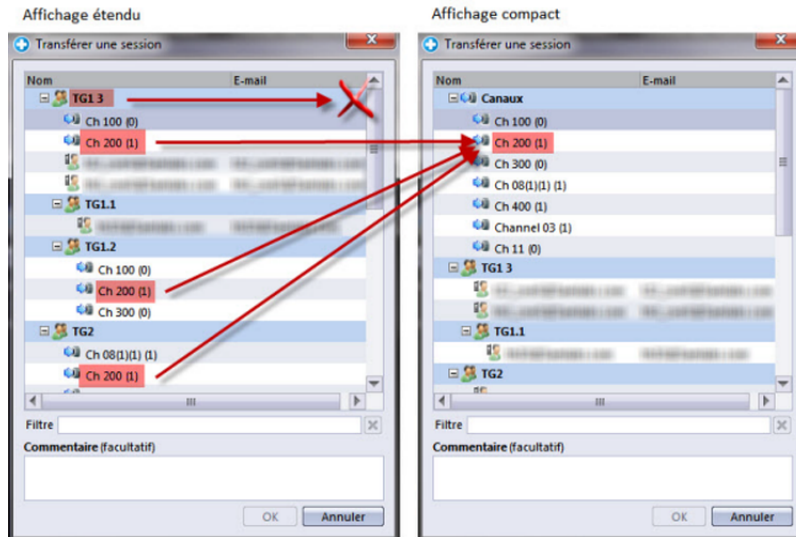 Affichage étendu
Transférer une session
Nom E-mail
TG1 3
Ch 100 (0)
Ch 200 (1)
TG1.1
TG1.2
Ch 100 (0)
Ch 200 (1)
Ch 300 (0)
TG2
Ch 08(1)(1) (1)
Ch 200 (1)
Filtre
Commentaire (facultatif)
OK Annuler
Affichage compact
Transférer une session
Nom E-mail
Canaux
Ch 100 (0)
Ch 200 (1)
Ch 300 (0)
Ch 08(1)(1) (1)
Ch 400 (1)
Channel 03 (1)
Ch 11 (0)
TG1 3
TG1.1
TG2
Filtre
Commentaire (facultatif)
OK Annuler